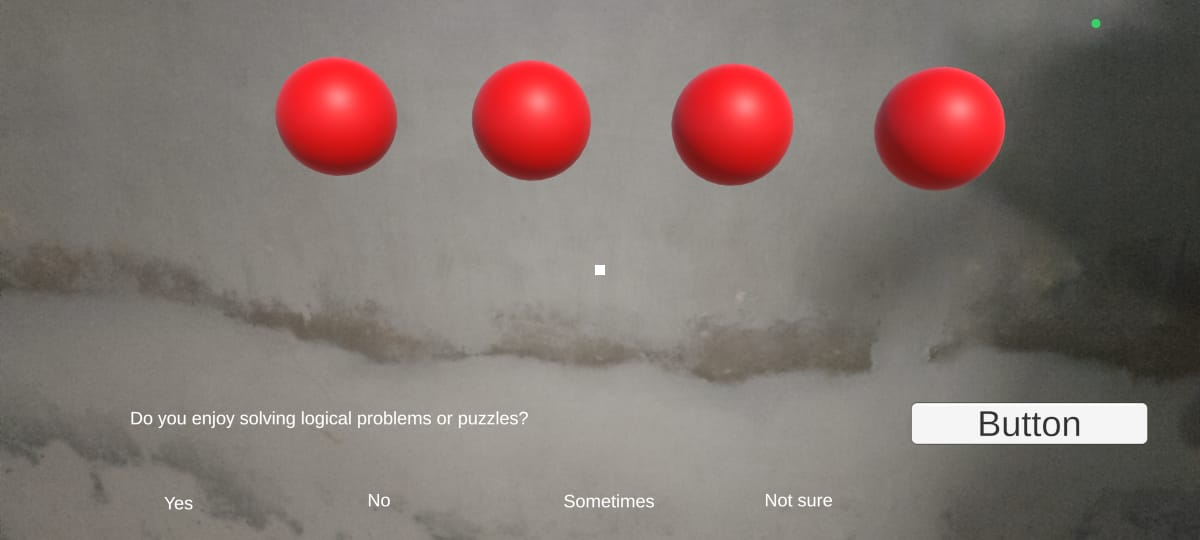 Do you enjoy solving logical problems or puzzles?
Button
Yes
No
Sometimes
Not sure